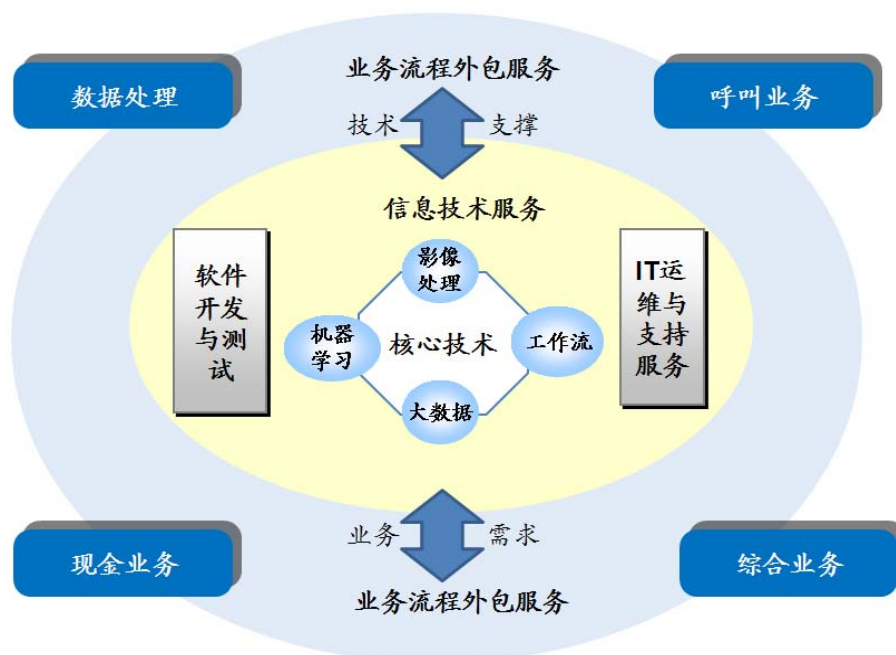 业务流程外包服务
数据处理
呼叫业务
技术 支撑
信息技术服务
影像
处理
软件
开发
与测
试
IT运
维与
支持
服务
机器
学习
核心技术
工作流
大数据
业务 需求
现金业务
综合业务
业务流程外包服务